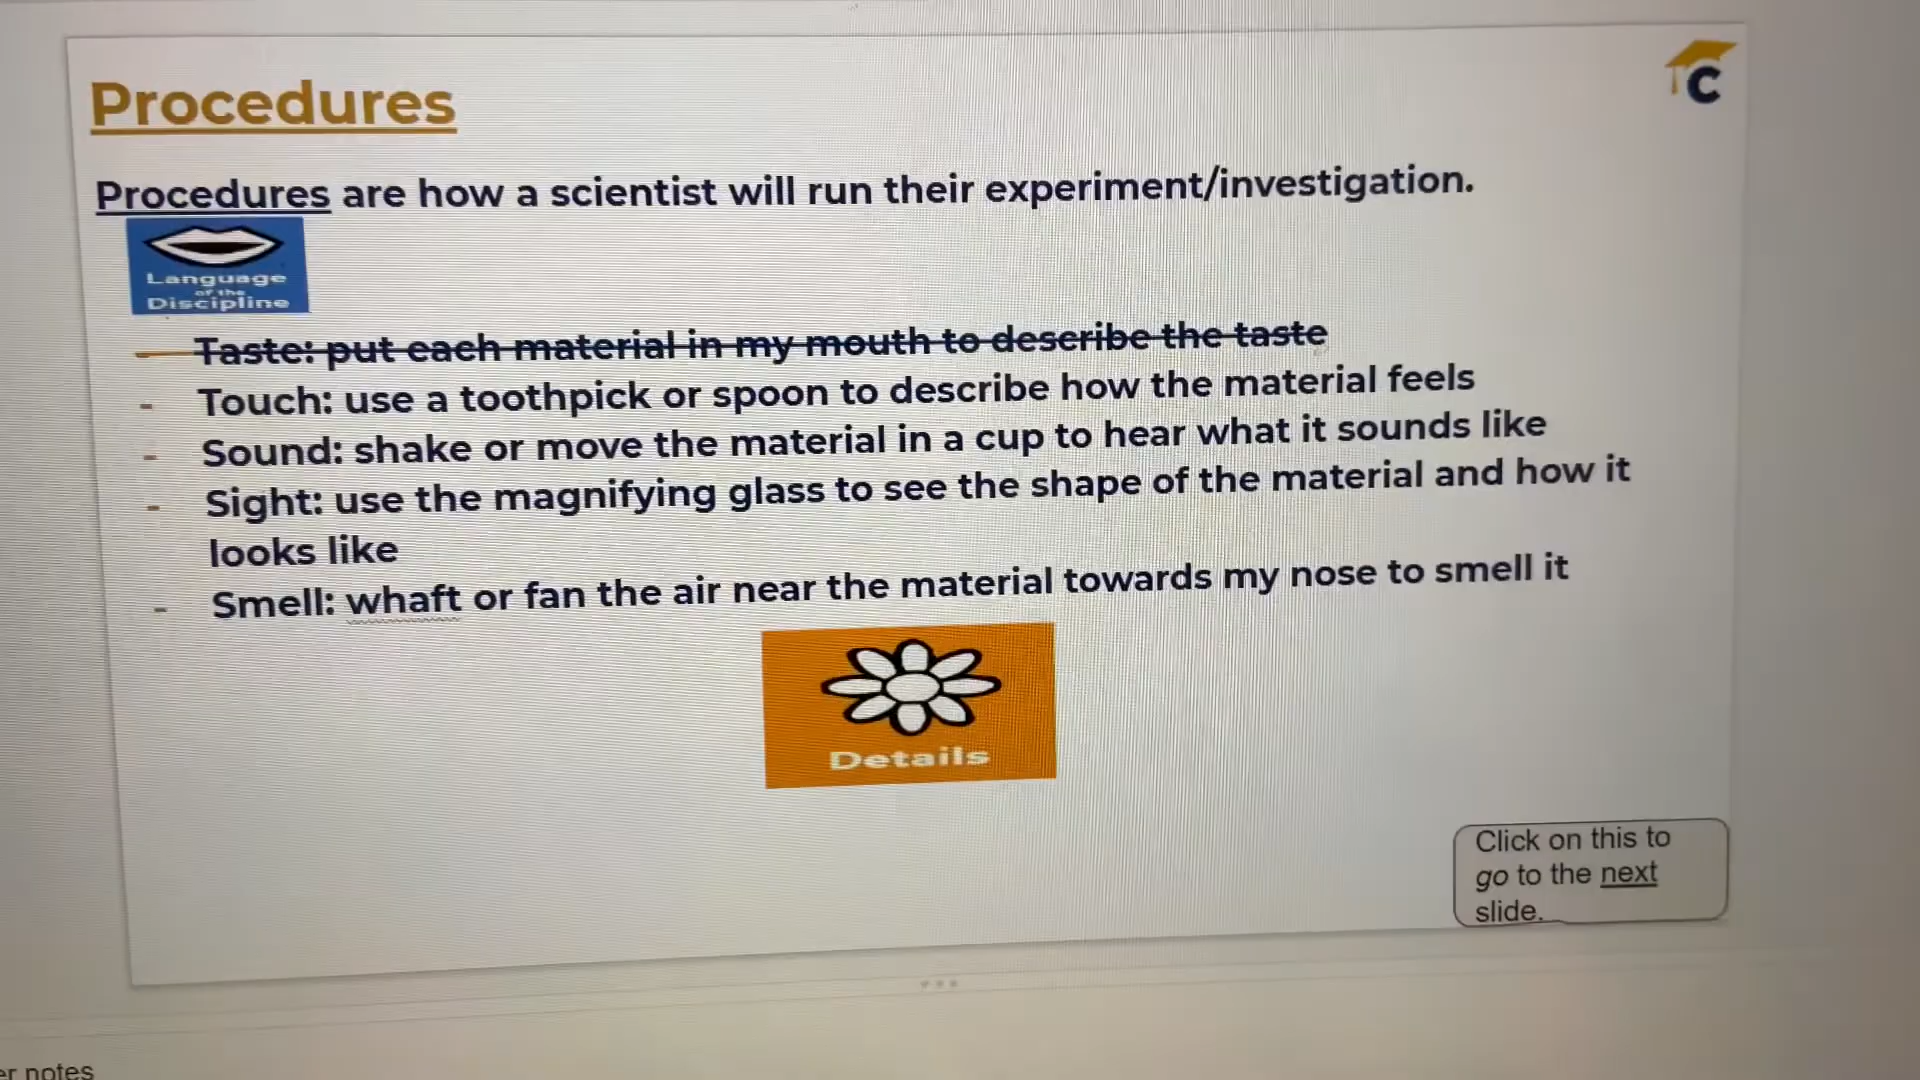 Procedures
C
Procedures are how a scientist will run their experiment/investigation.
Language
of the
Discipline
- Taste: put each material in my mouth to describe the taste
- Touch: use a toothpick or spoon to describe how the material feels
- Sound: shake or move the material in a cup to hear what it sounds like
- Sight: use the magnifying glass to see the shape of the material and how it
looks like
- Smell: whaft or fan the air near the material towards my nose to smell it
Details
Click on this to
go to the next
slide.
er notes